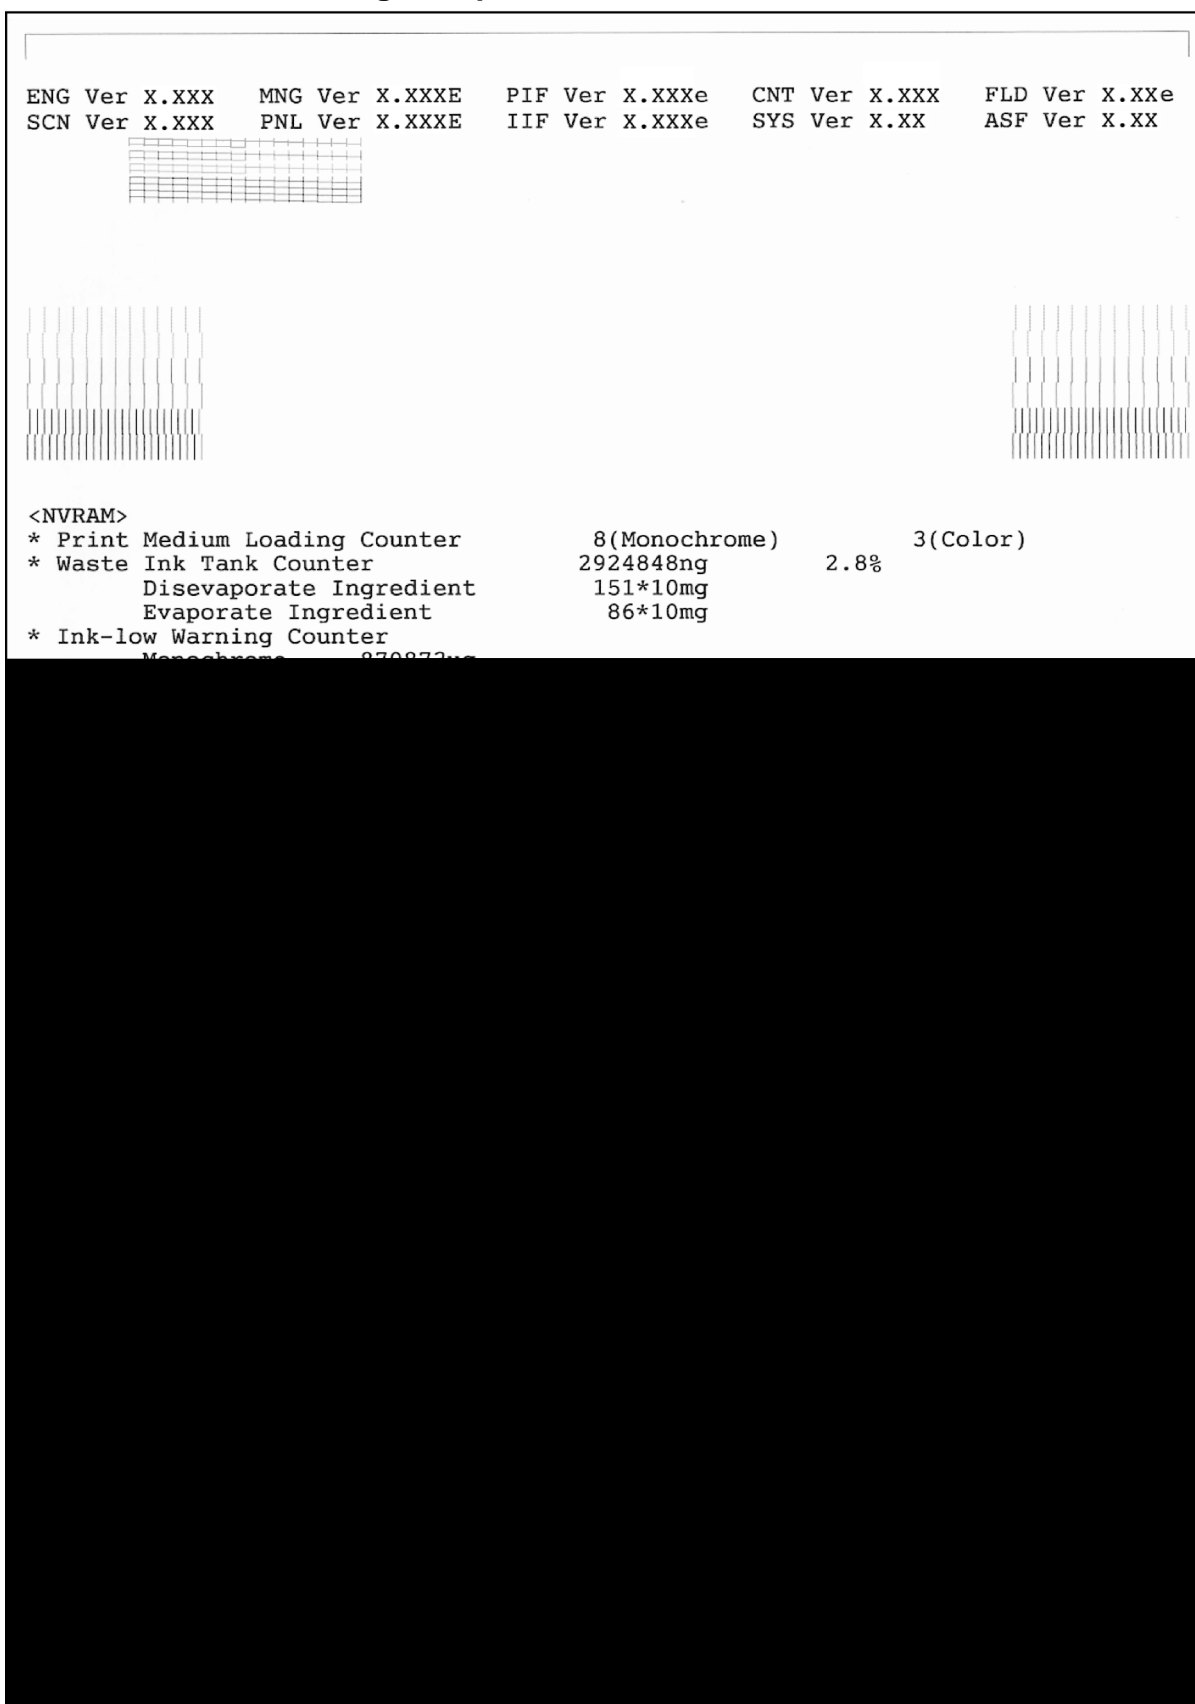 ENG Ver X.XXX MNG Ver X.XXXE PIF Ver X.XXXe CNT Ver X.XXX FLD Ver X.XXe
SCN Ver X.XXX PNL Ver X.XXXE IIF Ver X.XXXe SYS Ver X.XX ASF Ver X.XX
<NVRAM>
* Print Medium Loading Counter 8(Monochrome) 3(Color)
* Waste Ink Tank Counter 2924848ng 2.8%
Disevaporate Ingredient 151*10mg
Evaporate Ingredient 86*10mg
* Ink-low Warning Counter
Monochrome